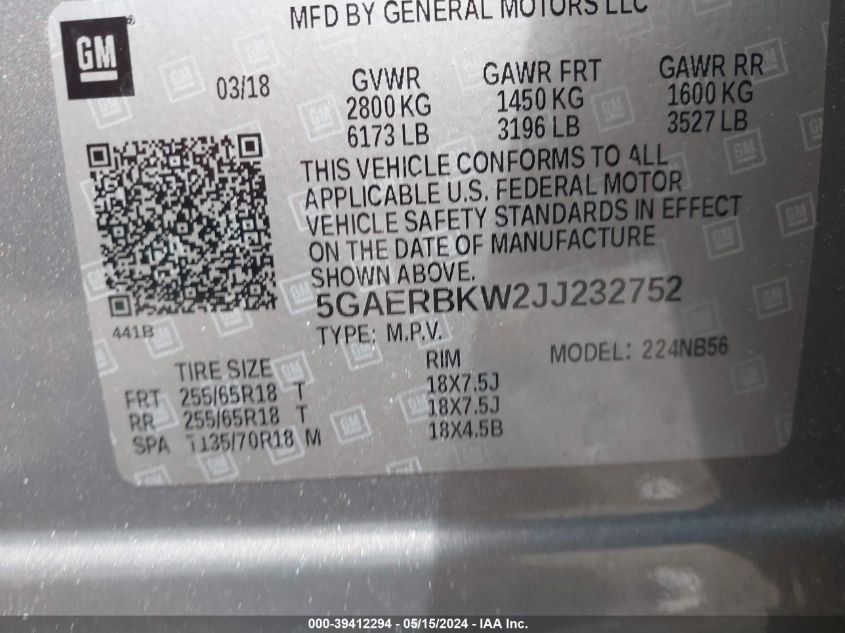 MFD BY GENERAL MOTORS LLC
GM
03/18
GVWR GAWR FRT GAWR RR
2800 KG 1450 KG 1600 KG
6173 LB 3196 LB 3527 LB
THIS VEHICLE CONFORMS TO ALL
APPLICABLE U.S. FEDERAL MOTOR
VEHICLE SAFETY STANDARDS IN EFFECT
ON THE DATE OF MANUFACTURE
SHOWN ABOVE.
5GAERBKW2JJ232752
441B
TYPE: M.P.V.
MODEL: 224NB56
TIRE SIZE RIM
FRT 255/65R18 T 18X7.5J
RR 255/65R18 T 18X7.5J
SPA T135/70R18 M 18X4.5B
000-39412294 - 05/15/2024 - IAA Inc.